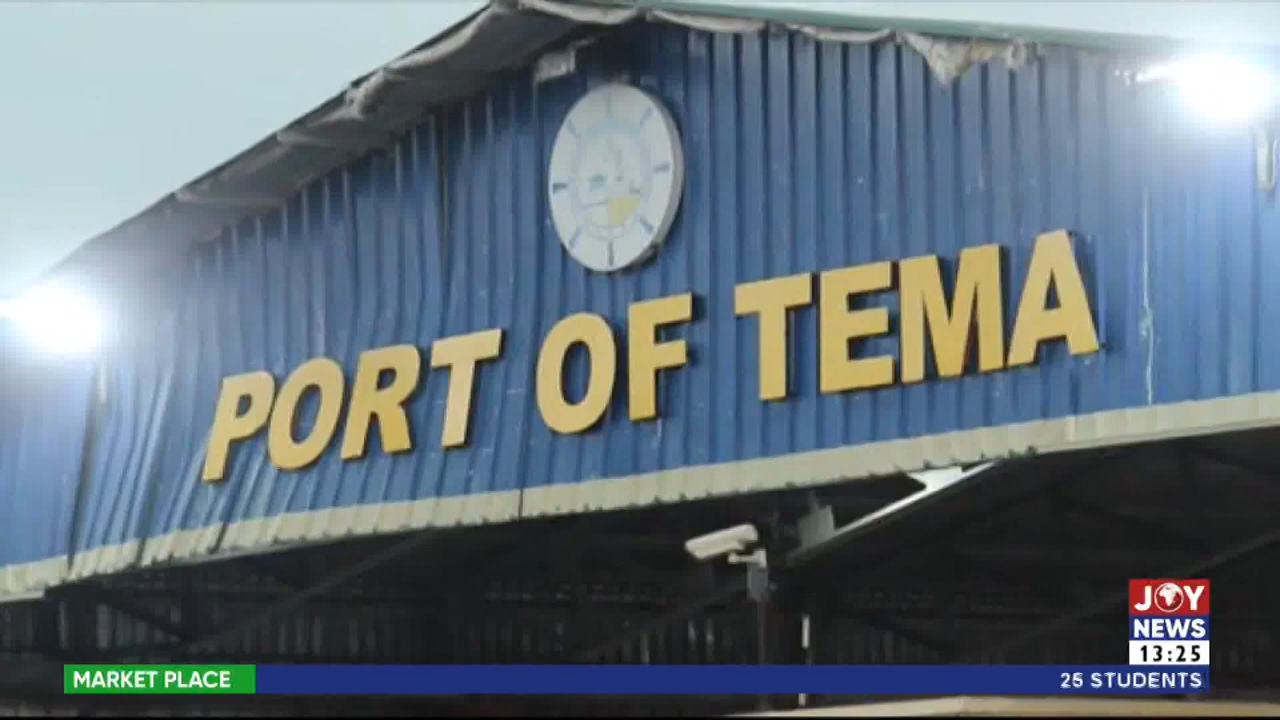 PORT OF TEMA
JOY
NEWS
13:25
MARKET PLACE
25 STUDENTS